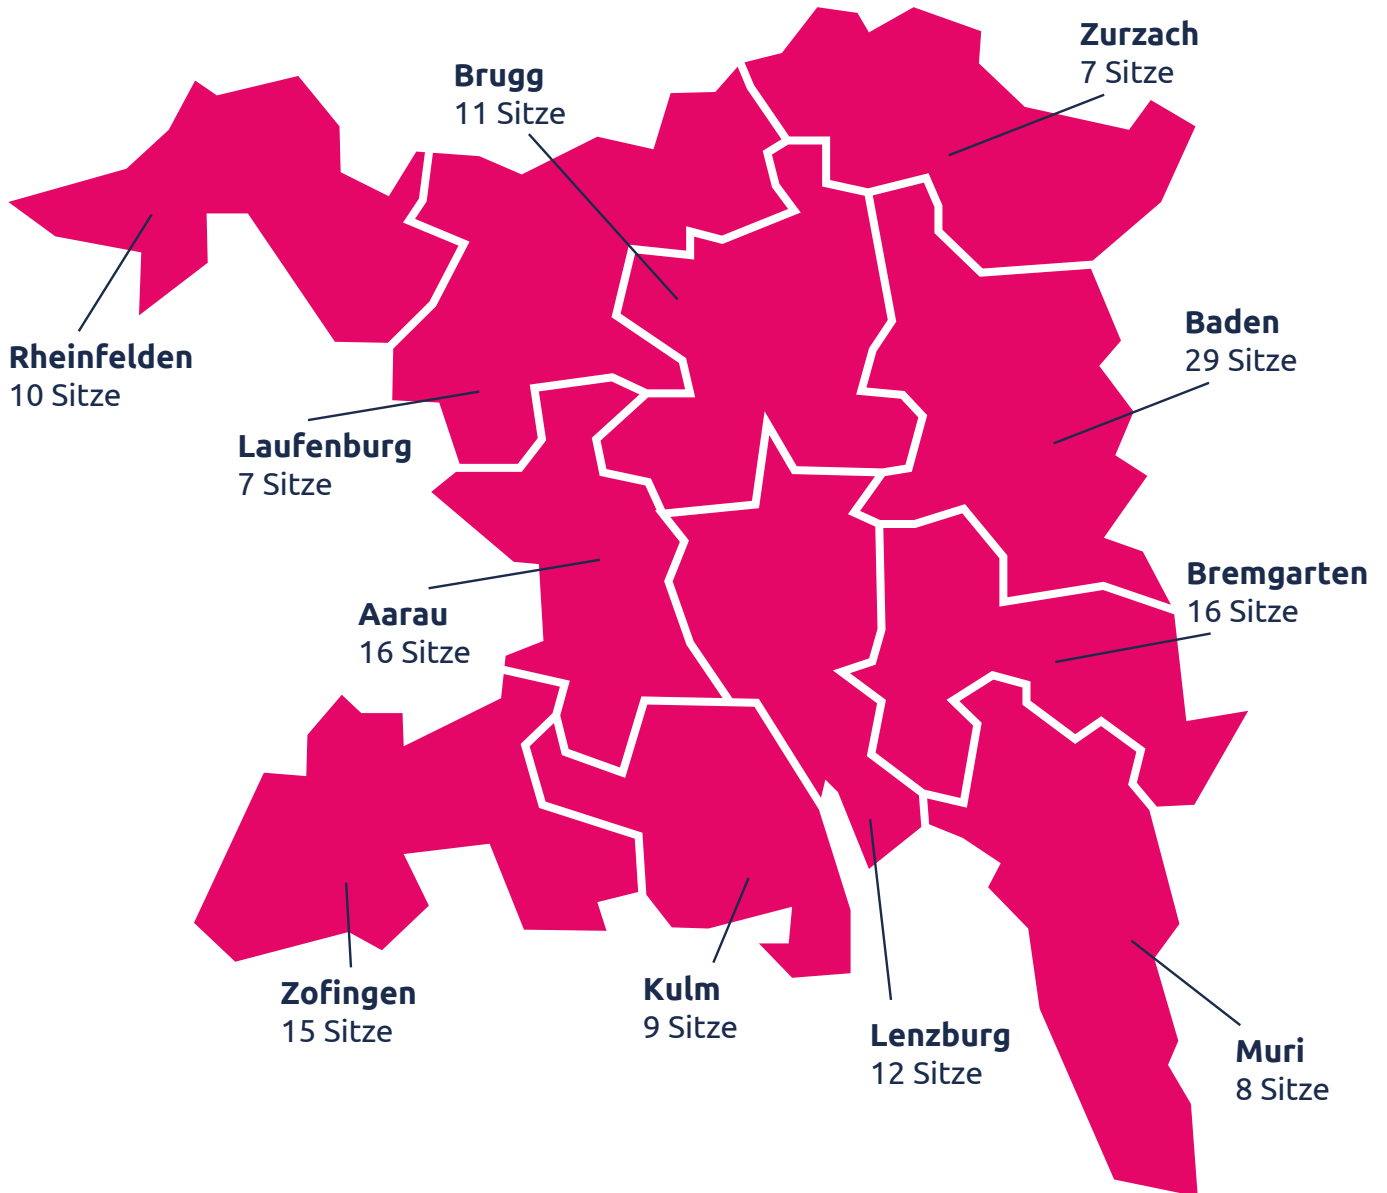 Zurzach
7 Sitze
Brugg
11 Sitze
Baden
29 Sitze
Rheinfelden
10 Sitze
Laufenburg
7 Sitze
Bremgarten
16 Sitze
Aarau
16 Sitze
Zofingen
15 Sitze
Kulm
9 Sitze
Lenzburg
12 Sitze
Muri
8 Sitze